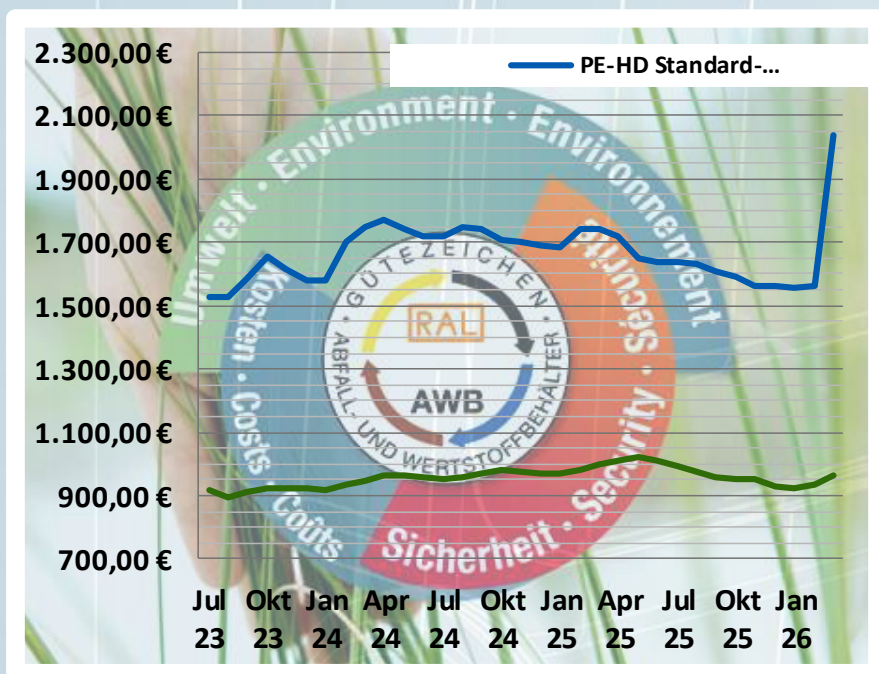 2.300,00 €
2.100,00 €
1.900,00 €
1.700,00 €
1.500,00 €
1.300,00 €
1.100,00 €
900,00 €
700,00 €
PE-HD Standard-...
Umwelt · Environment · Environnement
Kosten · Costs · Coûts
Sicherheit · Security · Sécurité
· GÜTEZEICHEN ·
ABFALL- UND WERTSTOFFBEHÄLTER
RAL
AWB
Jul Okt Jan Apr Jul Okt Jan Apr Jul Okt Jan
23 23 24 24 24 24 25 25 25 25 26